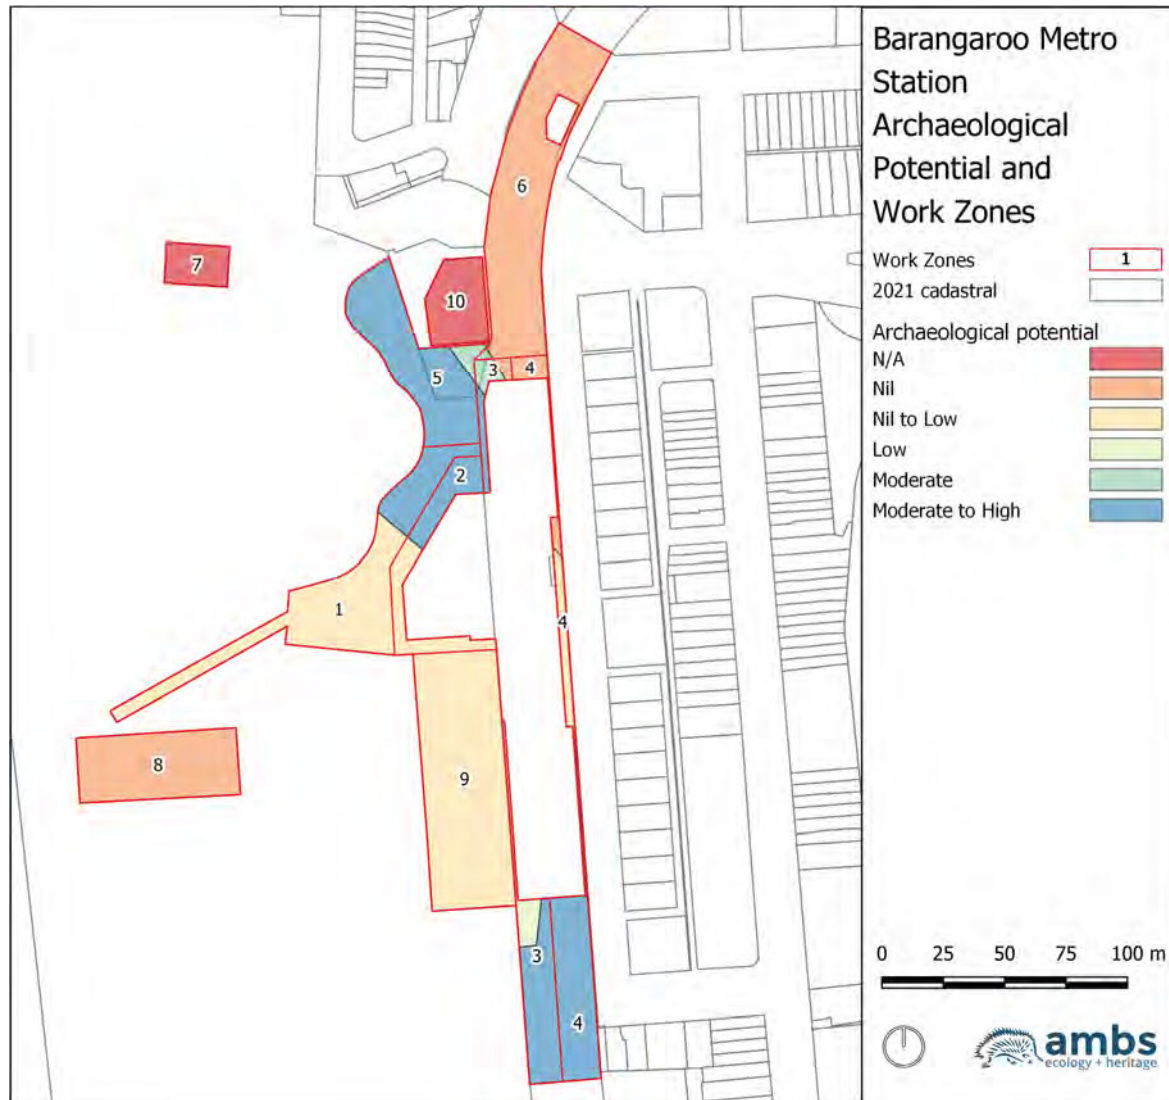 Barangaroo Metro
Station
Archaeological
Potential and
Work Zones
Work Zones 1
2021 cadastral
Archaeological potential
N/A
Nil
Nil to Low
Low
Moderate
Moderate to High
0 25 50 75 100 m
ambs
ecology + heritage
6
7
10
5
3 4
2
1
4
8
9
3
4